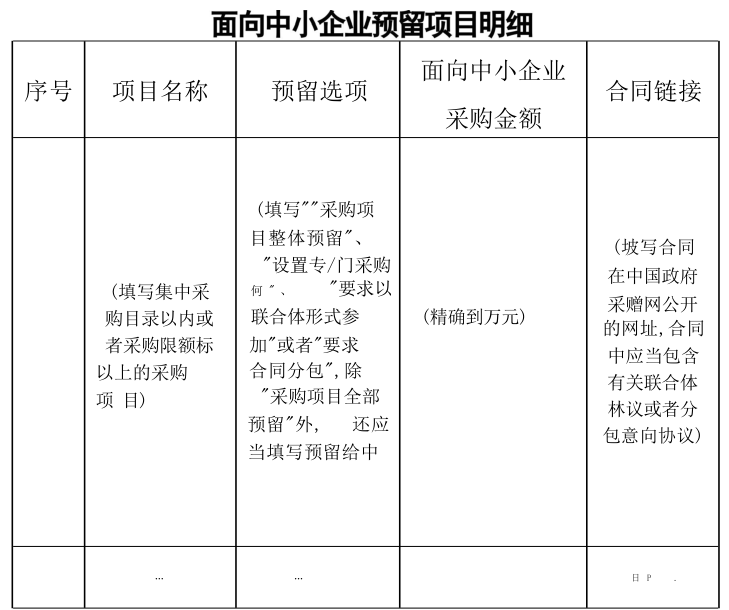 面向中小企业预留项目明细
序号
项目名称
预留选项
面向中小企业
采购金额
合同链接
(填写集中采
购目录以内或
者采购限额标
以上的采购
项 目)
(填写""采购项
目整体预留"、
"设置专/门采购
何"、 "要求以
联合体形式参
加"或者"要求
合同分包",除
"采购项目全部
预留"外, 还应
当填写预留给中
(精确到万元)
(坡写合同
在中国政府
采赠网公开
的网址,合同
中应当包含
有关联合体
林议或者分
包意向协议)
...
...
日 P .